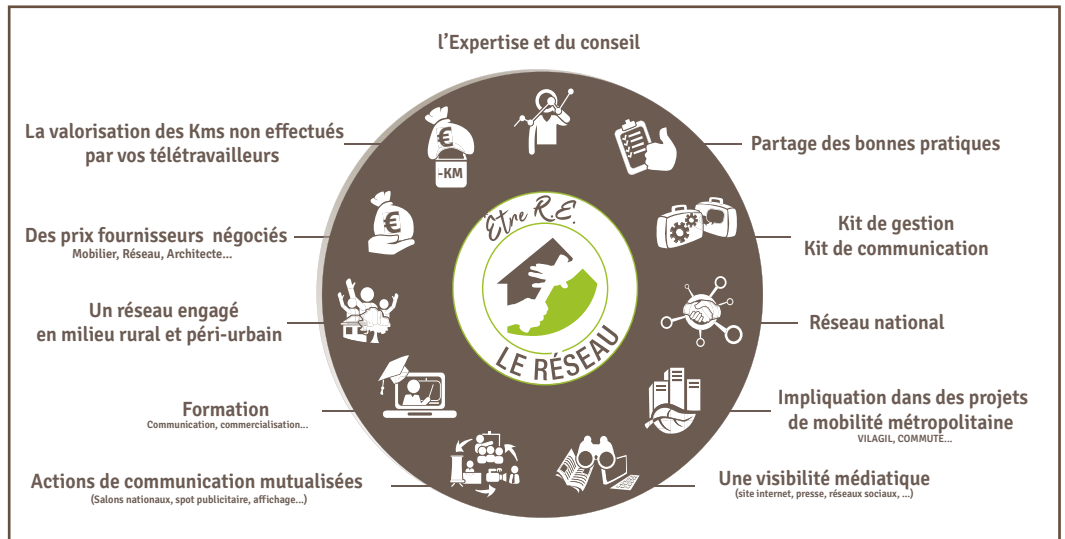 l'Expertise et du conseil
La valorisation des Kms non effectués
par vos télétravailleurs
€
-KM
Partage des bonnes pratiques
Des prix fournisseurs négociés
Mobilier, Réseau, Architecte...
€
Kit de gestion
Kit de communication
Être R.E.
LE RÉSEAU
Un réseau engagé
en milieu rural et péri-urbain
Réseau national
Formation
Communication, commercialisation...
Impliquation dans des projets
de mobilité métropolitaine
VILAGIL, COMMUTE...
Actions de communication mutualisées
(Salons nationaux, spot publicitaire, affichage...)
Une visibilité médiatique
(site internet, presse, réseaux sociaux, ...)